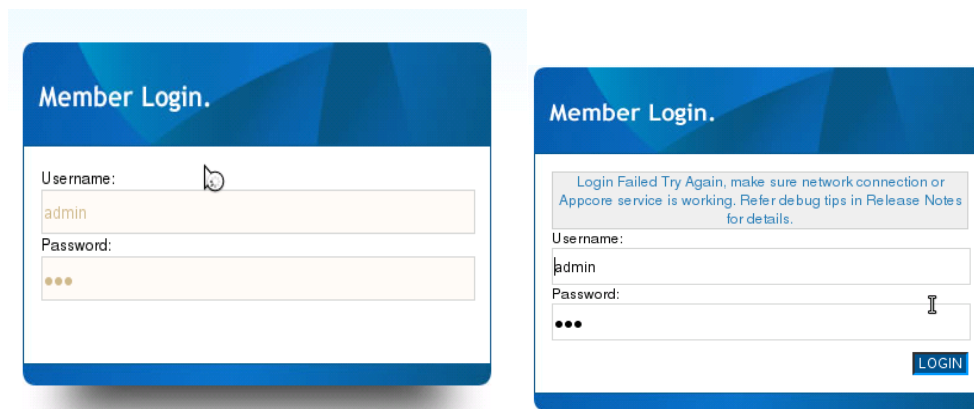 Member Login.
Username:
admin
Password:
●●●
Member Login.
Login Failed Try Again, make sure network connection or
Appcore service is working. Refer debug tips in Release Notes
for details.
Username:
admin
Password:
●●●
LOGIN